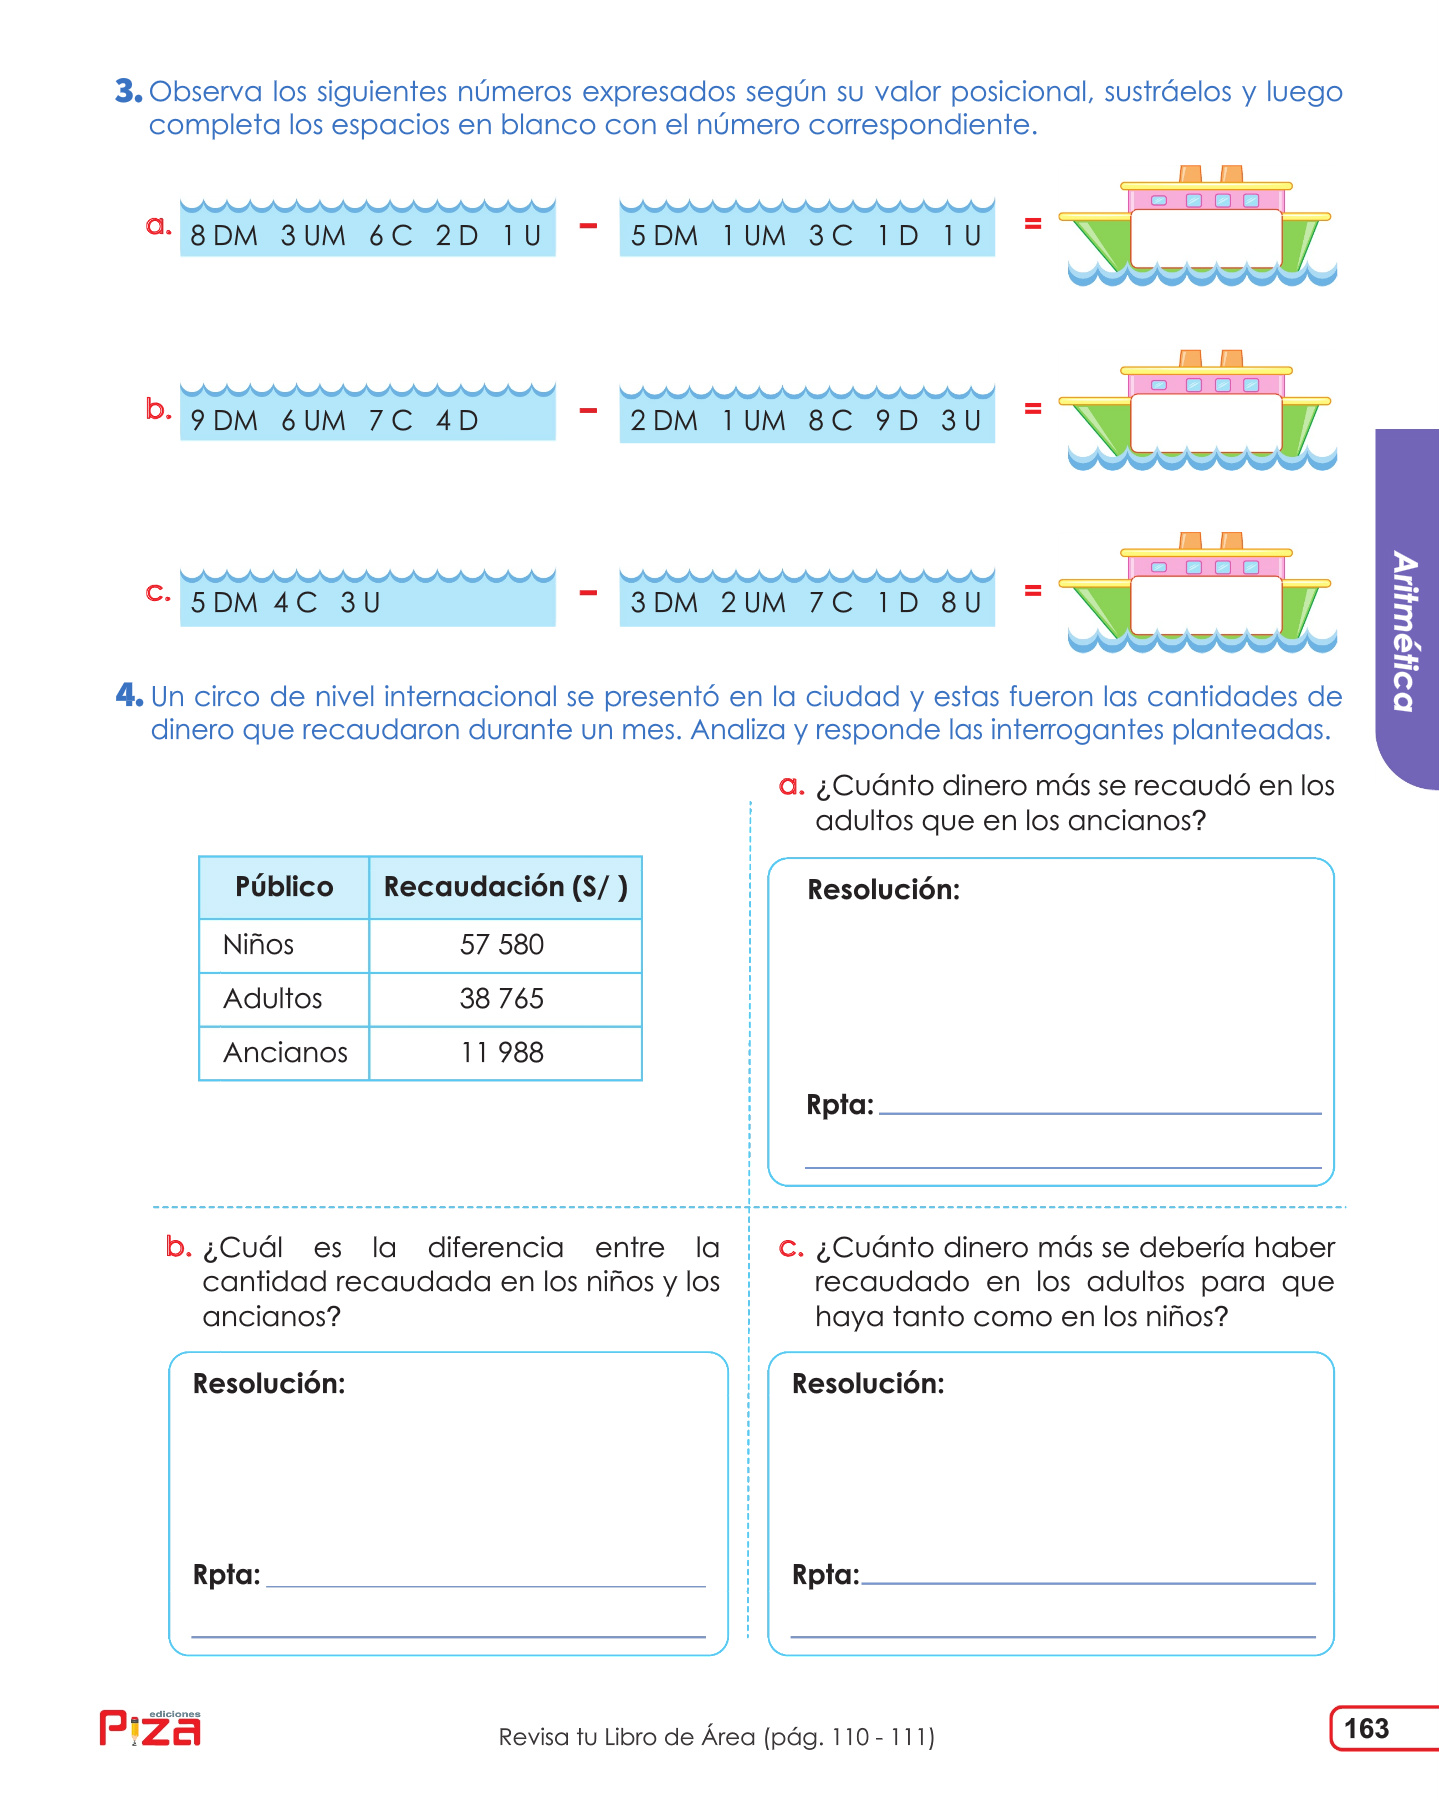 3. Observa los siguientes números expresados según su valor posicional, sustráelos y luego
completa los espacios en blanco con el número correspondiente.
a. 8 DM 3 UM 6 C 2 D 1 U - 5 DM 1 UM 3 C 1 D 1 U =
b. 9 DM 6 UM 7 C 4 D - 2 DM 1 UM 8 C 9 D 3 U =
c. 5 DM 4 C 3 U - 3 DM 2 UM 7 C 1 D 8 U =
Aritmética
4. Un circo de nivel internacional se presentó en la ciudad y estas fueron las cantidades de
dinero que recaudaron durante un mes. Analiza y responde las interrogantes planteadas.
Público Recaudación (S/ )
Niños 57 580
Adultos 38 765
Ancianos 11 988
a. ¿Cuánto dinero más se recaudó en los
adultos que en los ancianos?
Resolución:
Rpta:
b. ¿Cuál es la diferencia entre la
cantidad recaudada en los niños y los
ancianos?
Resolución:
Rpta:
c. ¿Cuánto dinero más se debería haber
recaudado en los adultos para que
haya tanto como en los niños?
Resolución:
Rpta:
ediciones
Piza
Revisa tu Libro de Área (pág. 110 - 111)
163